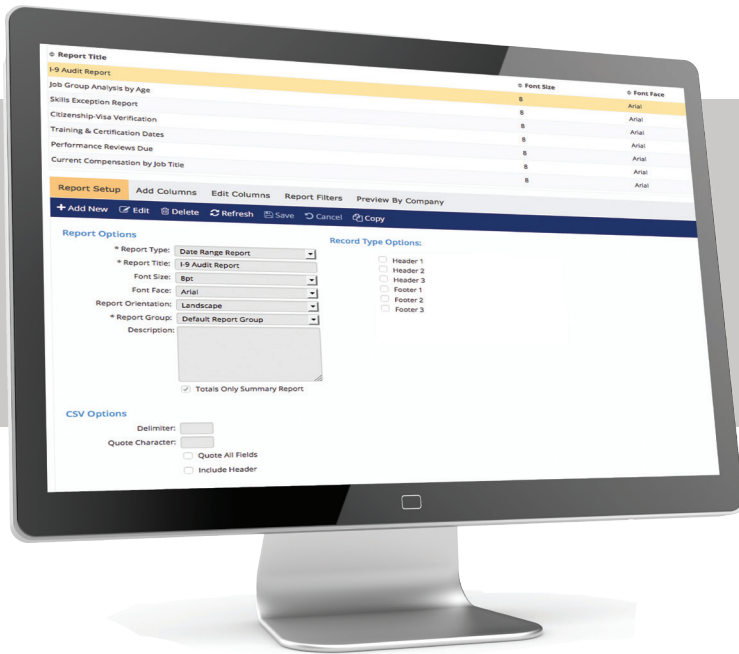 Report Title Font Size Font Face
I-9 Audit Report 8 Arial
Job Group Analysis by Age 8 Arial
Skills Exception Report 8 Arial
Citizenship-Visa Verification 8 Arial
Training & Certification Dates 8 Arial
Performance Reviews Due 8 Arial
Current Compensation by Job Title 8 Arial
Report Setup Add Columns Edit Columns Report Filters Preview By Company
Add New Edit Delete Refresh Save Cancel Copy
Report Options
* Report Type: Date Range Report
* Report Title: I-9 Audit Report
Font Size: 8pt
Font Face: Arial
Report Orientation: Landscape
* Report Group: Default Report Group
Description:
Totals Only Summary Report
Record Type Options:
Header 1
Header 2
Header 3
Footer 1
Footer 2
Footer 3
CSV Options
Delimiter:
Quote Character:
Quote All Fields
Include Header